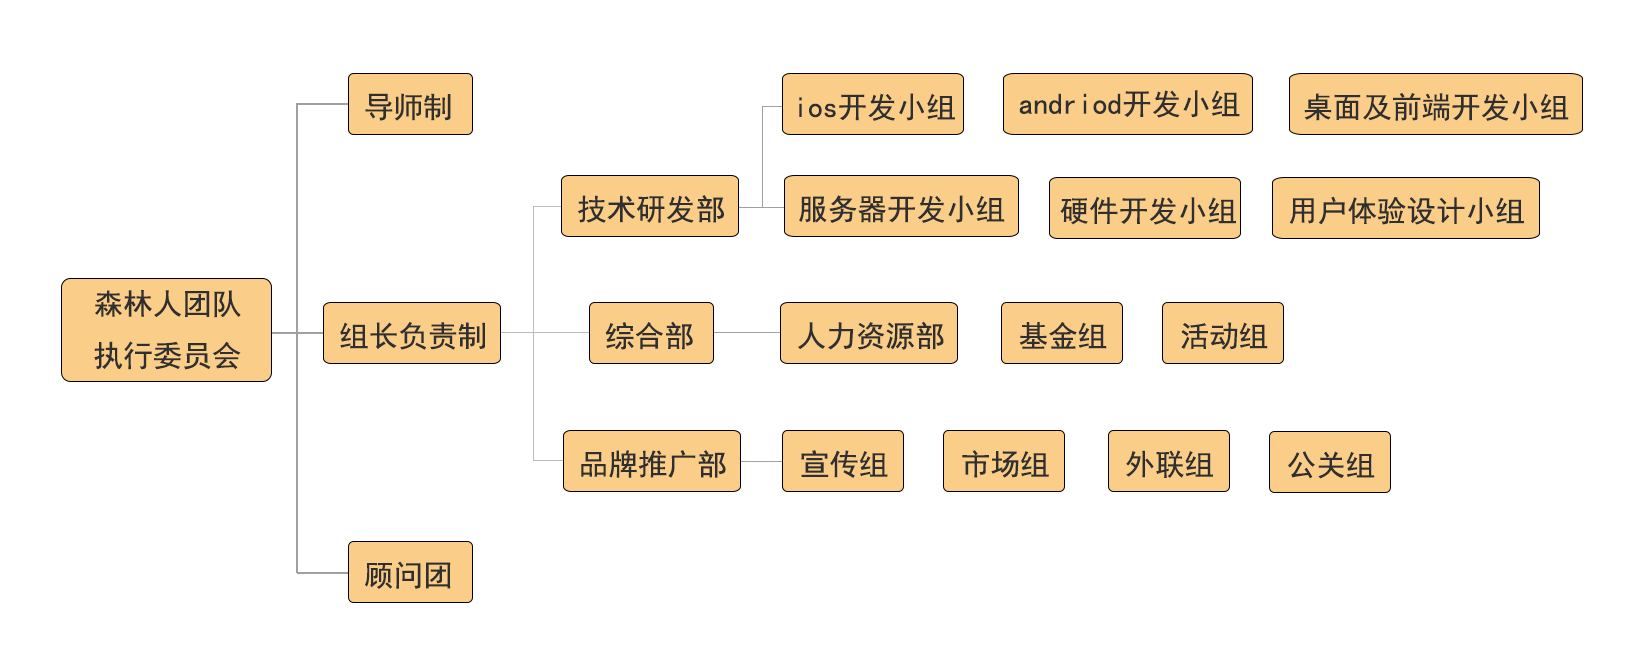 导师制
ios开发小组
andriod开发小组
桌面及前端开发小组
技术研发部
服务器开发小组
硬件开发小组
用户体验设计小组
森林人团队
执行委员会
组长负责制
综合部
人力资源部
基金组
活动组
品牌推广部
宣传组
市场组
外联组
公关组
顾问团